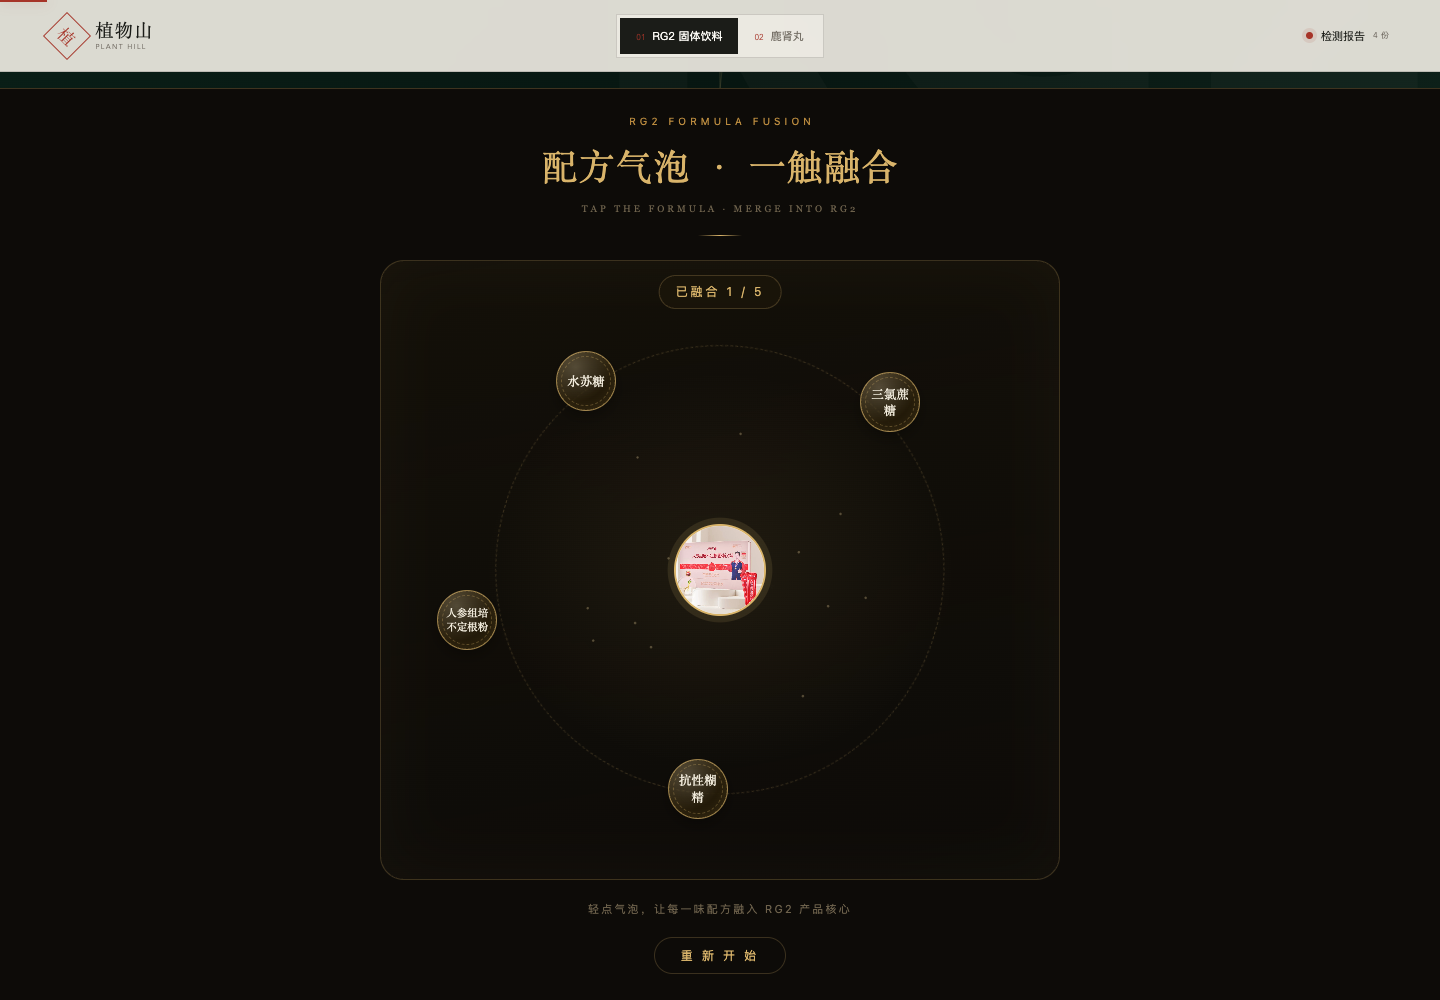 植
植物山
PLANT HILL
01 RG2 固体饮料
02 鹿肾丸
检测报告 4 份
RG2 FORMULA FUSION
配方气泡 · 一触融合
TAP THE FORMULA · MERGE INTO RG2
已融合 1 / 5
水苏糖
三氯蔗
糖
人参组培
不定根粉
抗性糊
精
轻点气泡，让每一味配方融入 RG2 产品核心
重新开始